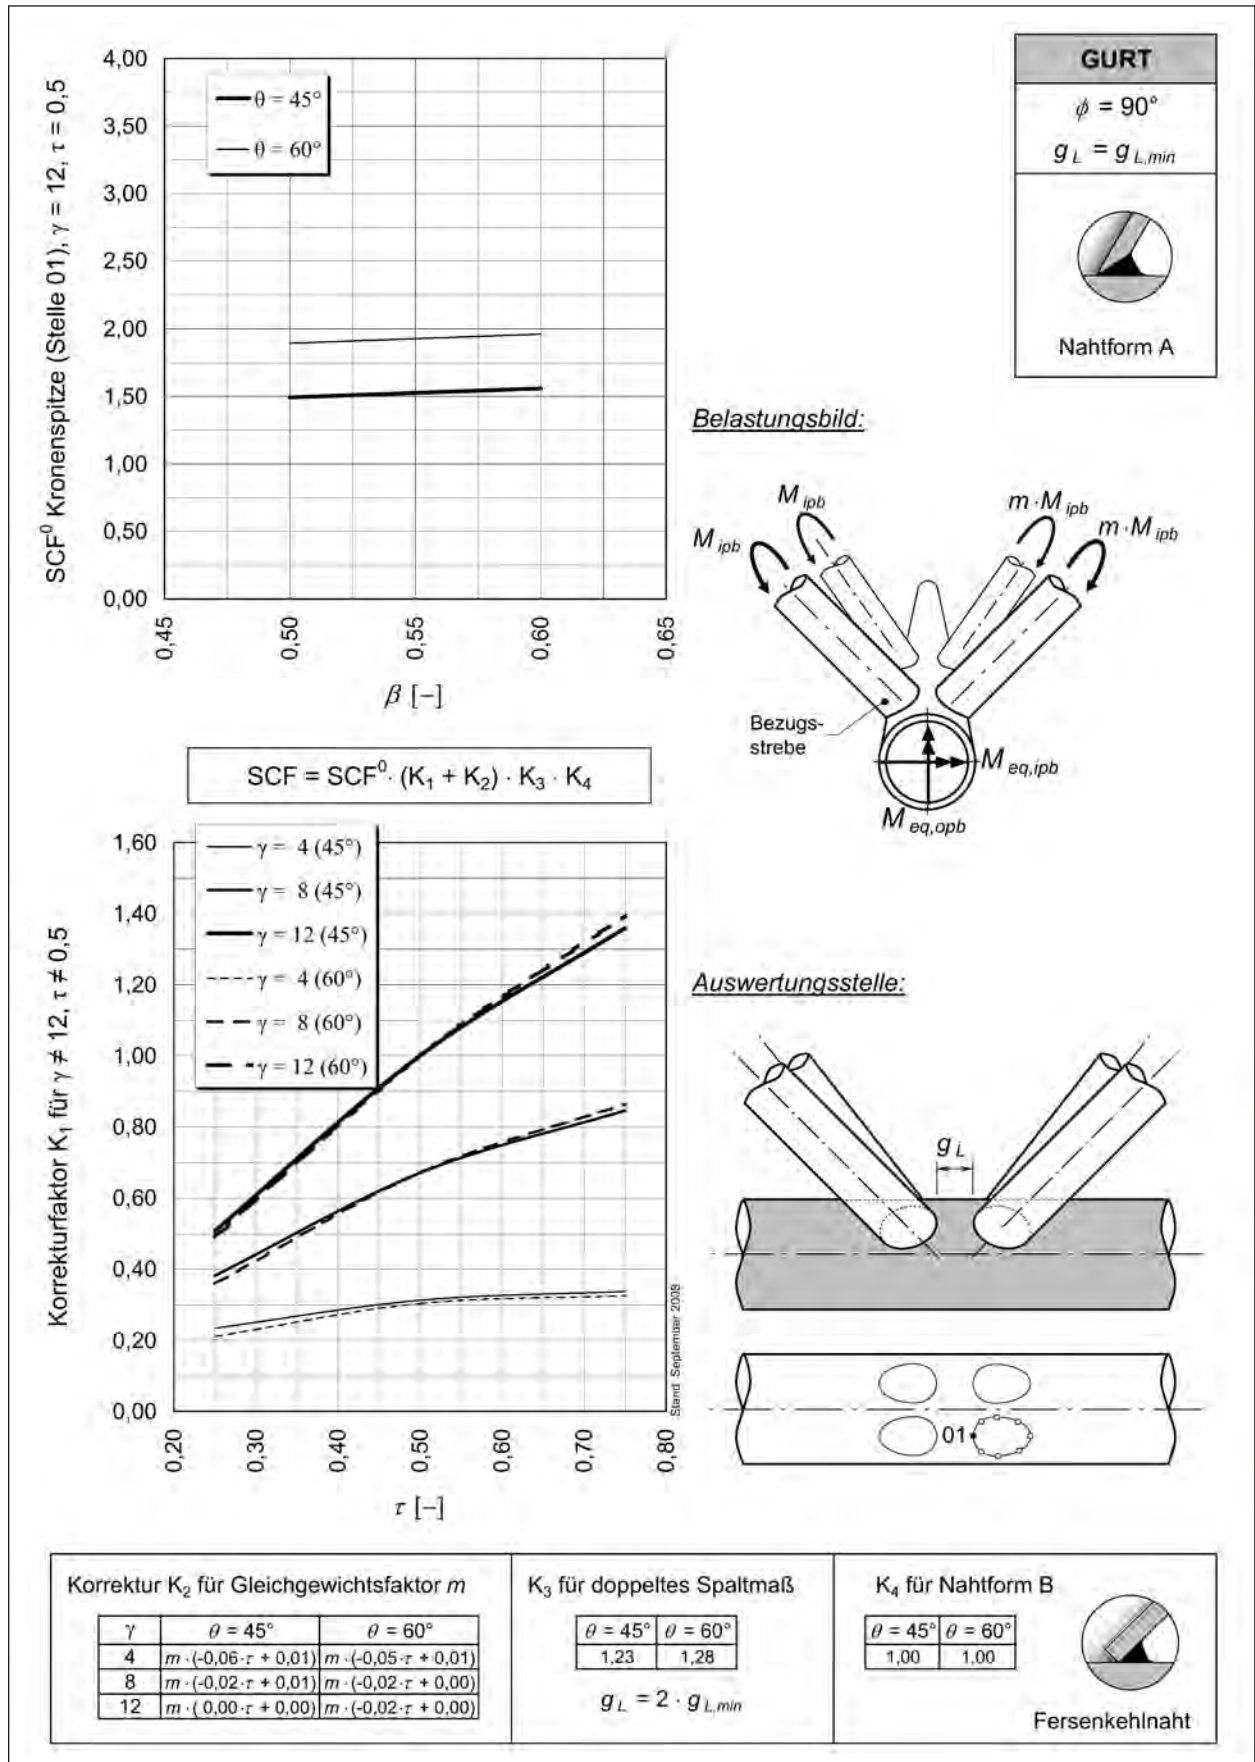 SCF⁰ Kronenspitze (Stelle 01), γ = 12, τ = 0,5
4,00
3,50
3,00
2,50
2,00
1,50
1,00
0,50
0,00
θ = 45°
θ = 60°
0,45
0,50
0,55
0,60
0,65
β [–]
GURT
ϕ = 90°
g L = g L,min
Nahtform A
Belastungsbild:
M ipb
m·M ipb
M ipb
m·M ipb
Bezugs-
strebe
M eq,ipb
M eq,opb
SCF = SCF⁰· (K₁ + K₂) · K₃ · K₄
Korrekturfaktor K₁ für γ ≠ 12, τ ≠ 0,5
1,60
1,40
1,20
1,00
0,80
0,60
0,40
0,20
0,00
γ = 4 (45°)
γ = 8 (45°)
γ = 12 (45°)
γ = 4 (60°)
γ = 8 (60°)
γ = 12 (60°)
0,20
0,30
0,40
0,50
0,60
0,70
0,80
τ [–]
Stand September 2009
Auswertungsstelle:
g L
01
Korrektur K₂ für Gleichgewichtsfaktor m
γ θ = 45° θ = 60°
4 m·(-0,06·τ + 0,01) m·(-0,05·τ + 0,01)
8 m·(-0,02·τ + 0,01) m·(-0,02·τ + 0,00)
12 m·( 0,00·τ + 0,00) m·(-0,02·τ + 0,00)
K₃ für doppeltes Spaltmaß
θ = 45° θ = 60°
1,23 1,28
g L = 2 · g L,min
K₄ für Nahtform B
θ = 45° θ = 60°
1,00 1,00
Fersenkehlnaht